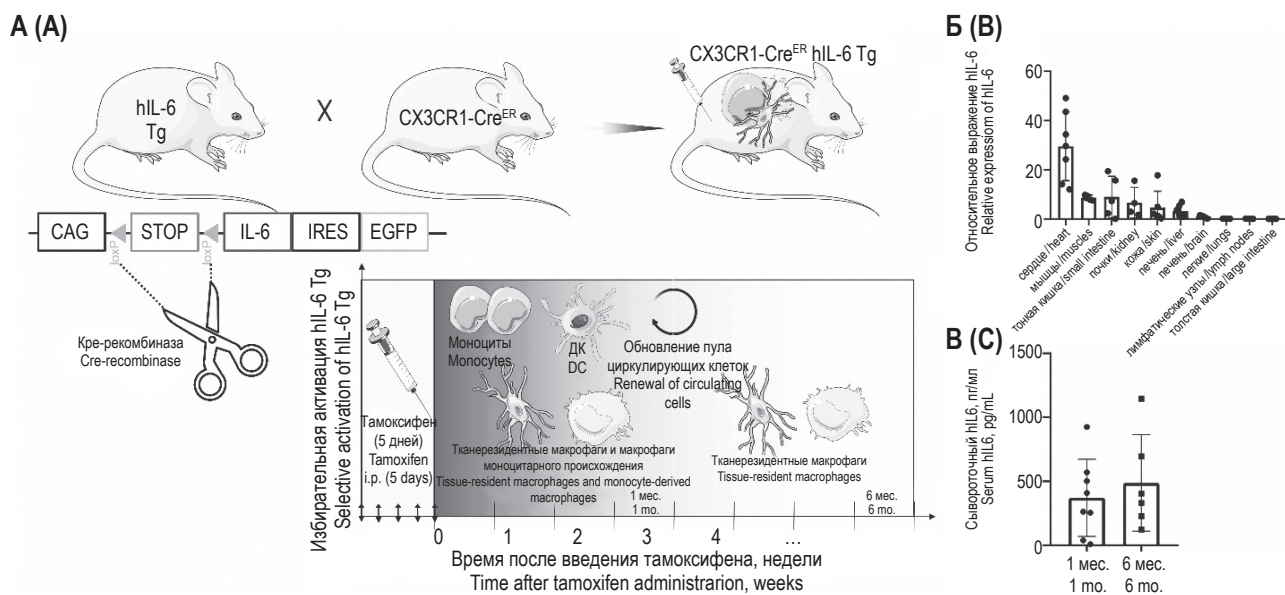 А (A)
hIL-6
Tg
X
CX3CR1-Cre^ER
CX3CR1-Cre^ER hIL-6 Tg
CAG
loxP
STOP
loxP
IL-6
IRES
EGFP
Кре-рекомбиназа
Cre-recombinase
Избирательная активация hIL-6 Tg
Selective activation of hIL-6 Tg
Тамоксифен
(5 дней)
Tamoxifen
i.p. (5 days)
Моноциты
Monocytes
ДК
DC
Обновление пула
циркулирующих клеток
Renewal of circulating
cells
Тканерезидентные макрофаги и макрофаги
моноцитарного происхождения
Tissue-resident macrophages and monocyte-derived
macrophages
Тканерезидентные макрофаги
Tissue-resident macrophages
1 мес.
1 mo.
6 мес.
6 mo.
0 1 2 3 4 ...
Время после введения тамоксифена, недели
Time after tamoxifen administrarion, weeks
Б (B)
Относительное выражение hIL-6
Relative expressiom of hIL-6
60
40
20
0
сердце/heart
мышцы/muscles
тонкая кишка/small intestine
почки/kidney
кожа/skin
печень/liver
печень/brain
легкие/lungs
лимфатические узлы/lymph nodes
толстая кишка/large intestine
В (C)
Сывороточный hIL6, пг/мл
Serum hIL6, pg/mL
1500
1000
500
0
1 мес.
1 mo.
6 мес.
6 mo.